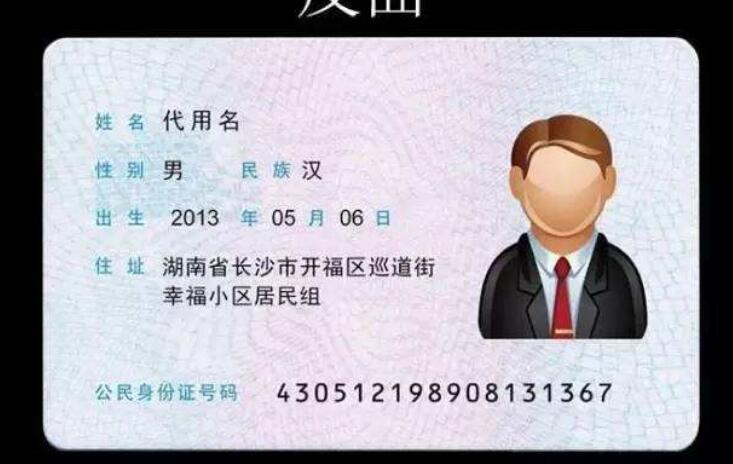 反面
姓名 代用名
性别 男 民族 汉
出生 2013 年 05 月 06 日
住址 湖南省长沙市开福区巡道街
幸福小区居民组
公民身份证号码 430512198908131367